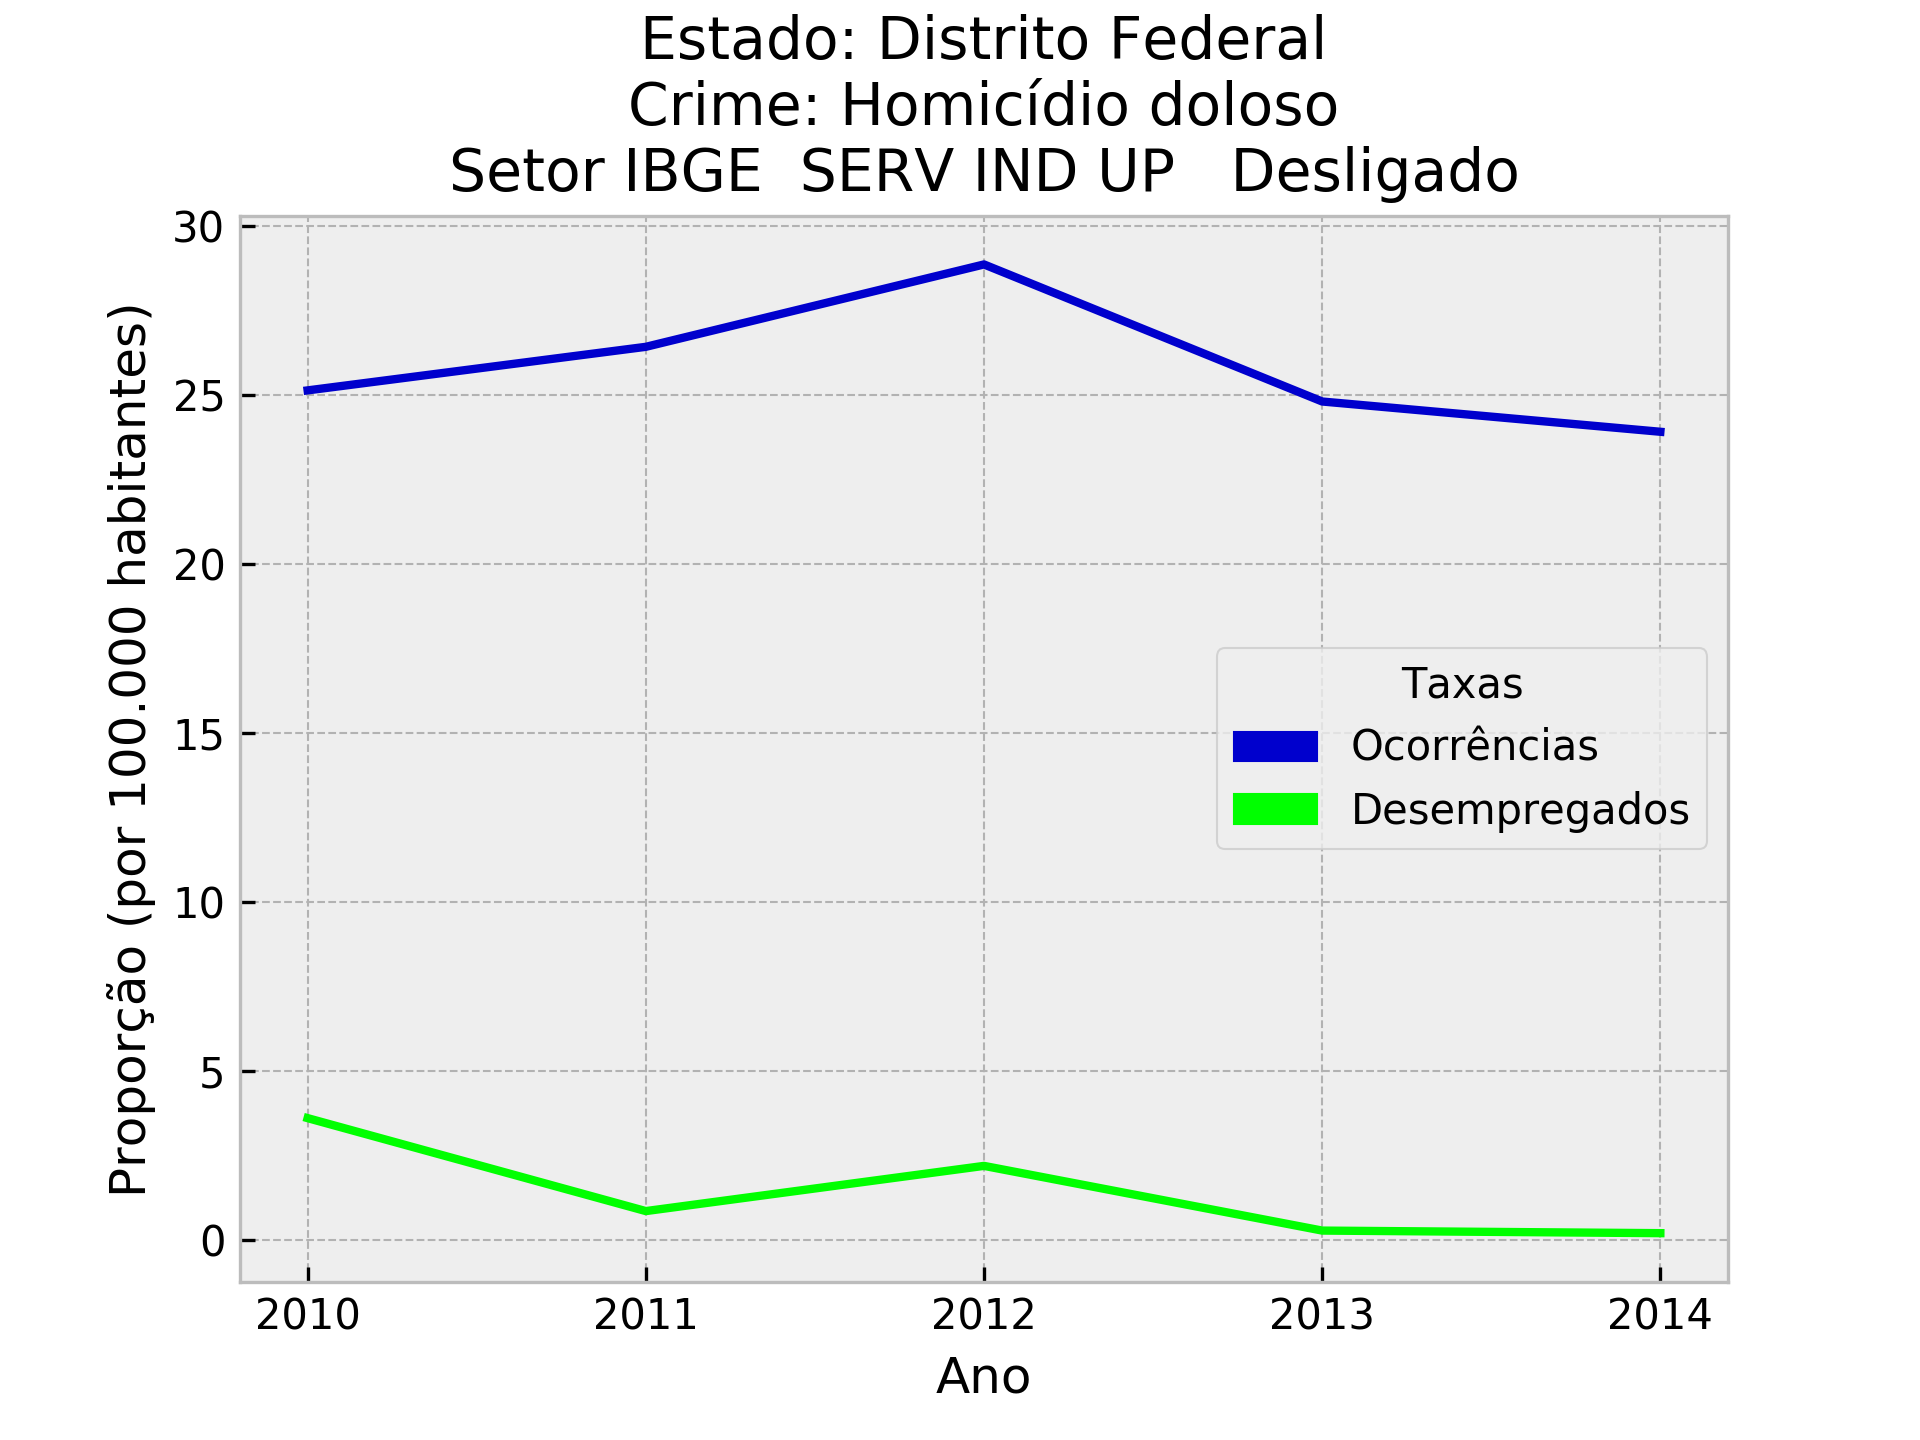 Estado: Distrito Federal
Crime: Homicídio doloso
Setor IBGE  SERV IND UP   Desligado
Proporção (por 100.000 habitantes)
30
25
20
15
10
5
0
Taxas
Ocorrências
Desempregados
2010 2011 2012 2013 2014
Ano